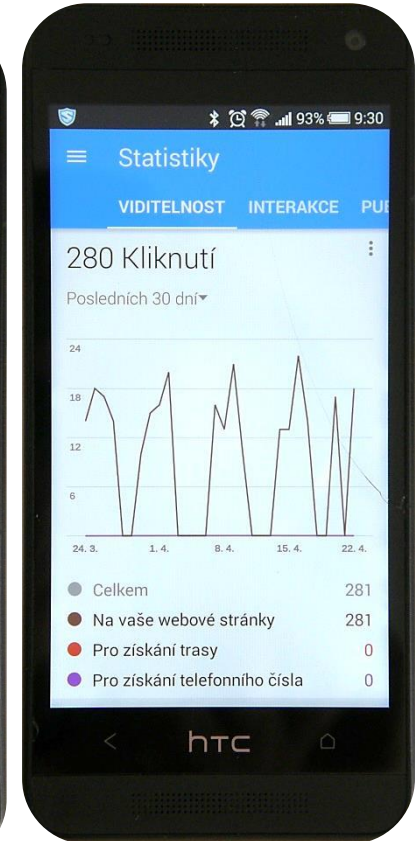 93% 9:30
Statistiky
VIDITELNOST INTERAKCE PUB
280 Kliknutí
Posledních 30 dní
24
18
12
6
24. 3. 1. 4. 8. 4. 15. 4. 22. 4.
Celkem 281
Na vaše webové stránky 281
Pro získání trasy 0
Pro získání telefonního čísla 0
hTC